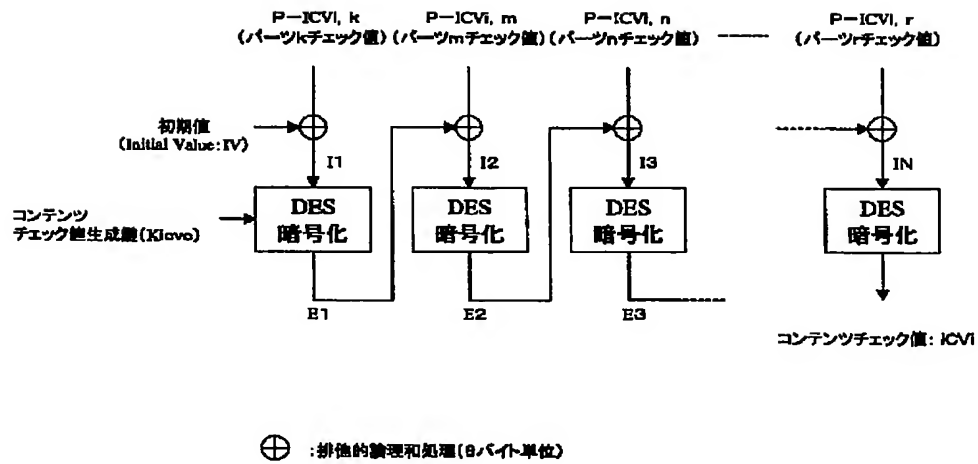 P-ICVi, k
P-ICVi, m
P-ICVi, n
P-ICVi, r
(パーツkチェック値)
(パーツmチェック値)
(パーツnチェック値)
(パーツrチェック値)
初期値
(Initial Value:IV)
I1
I2
I3
IN
コンテンツ
チェック値生成鍵(Kicvc)
DES
暗号化
DES
暗号化
DES
暗号化
DES
暗号化
E1
E2
E3
コンテンツチェック値: ICVi
:排他的論理和処理(8バイト単位)